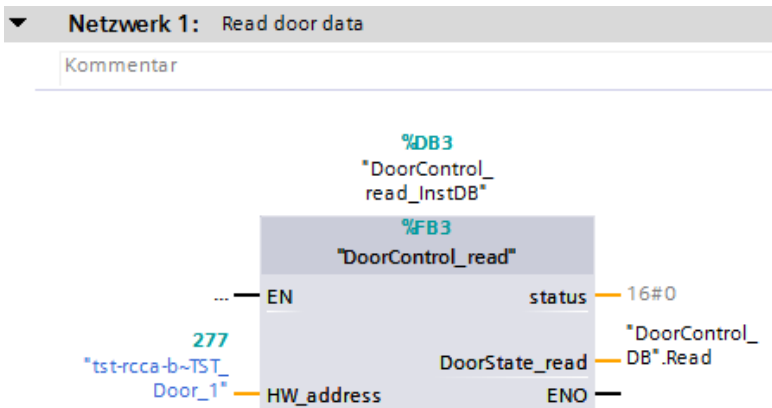 Netzwerk 1: Read door data
Kommentar
%DB3
"DoorControl_
read_InstDB"
%FB3
"DoorControl_read"
... EN
status 16#0
277
"tst-rcca-b~TST_
Door_1"
HW_address
DoorState_read
"DoorControl_
DB".Read
ENO